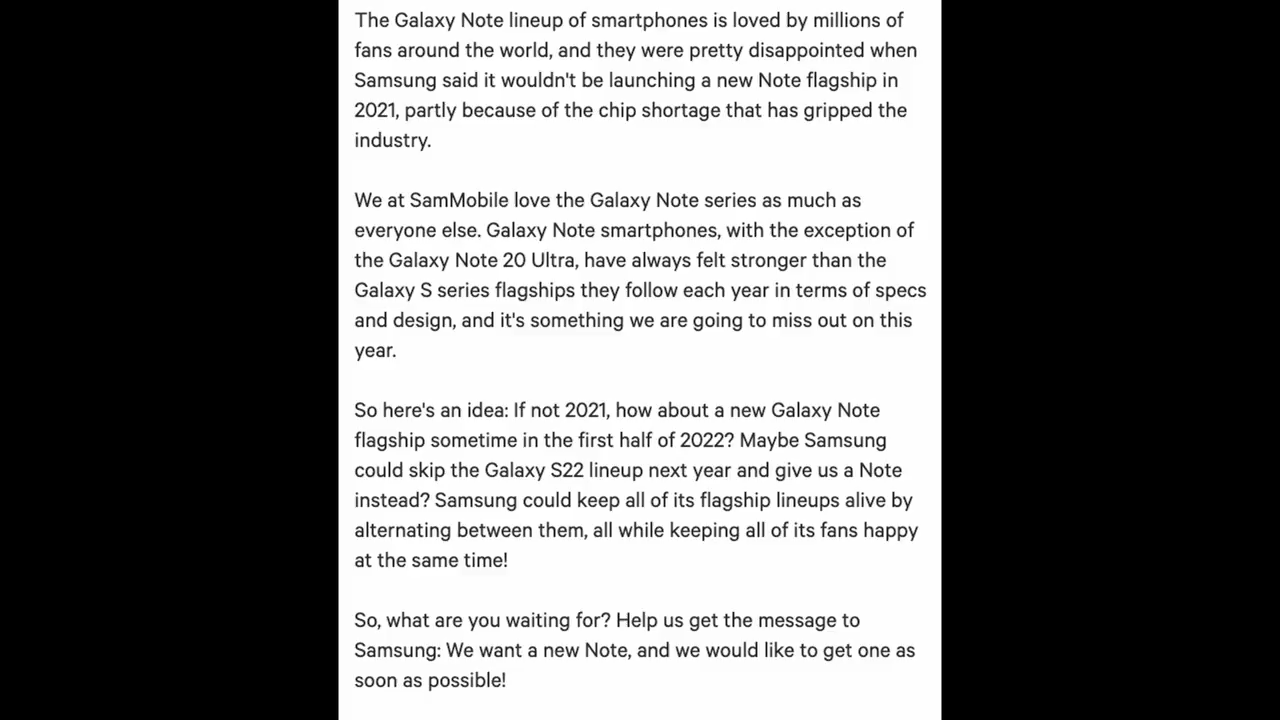 The Galaxy Note lineup of smartphones is loved by millions of
fans around the world, and they were pretty disappointed when
Samsung said it wouldn't be launching a new Note flagship in
2021, partly because of the chip shortage that has gripped the
industry.
We at SamMobile love the Galaxy Note series as much as
everyone else. Galaxy Note smartphones, with the exception of
the Galaxy Note 20 Ultra, have always felt stronger than the
Galaxy S series flagships they follow each year in terms of specs
and design, and it's something we are going to miss out on this
year.
So here's an idea: If not 2021, how about a new Galaxy Note
flagship sometime in the first half of 2022? Maybe Samsung
could skip the Galaxy S22 lineup next year and give us a Note
instead? Samsung could keep all of its flagship lineups alive by
alternating between them, all while keeping all of its fans happy
at the same time!
So, what are you waiting for? Help us get the message to
Samsung: We want a new Note, and we would like to get one as
soon as possible!